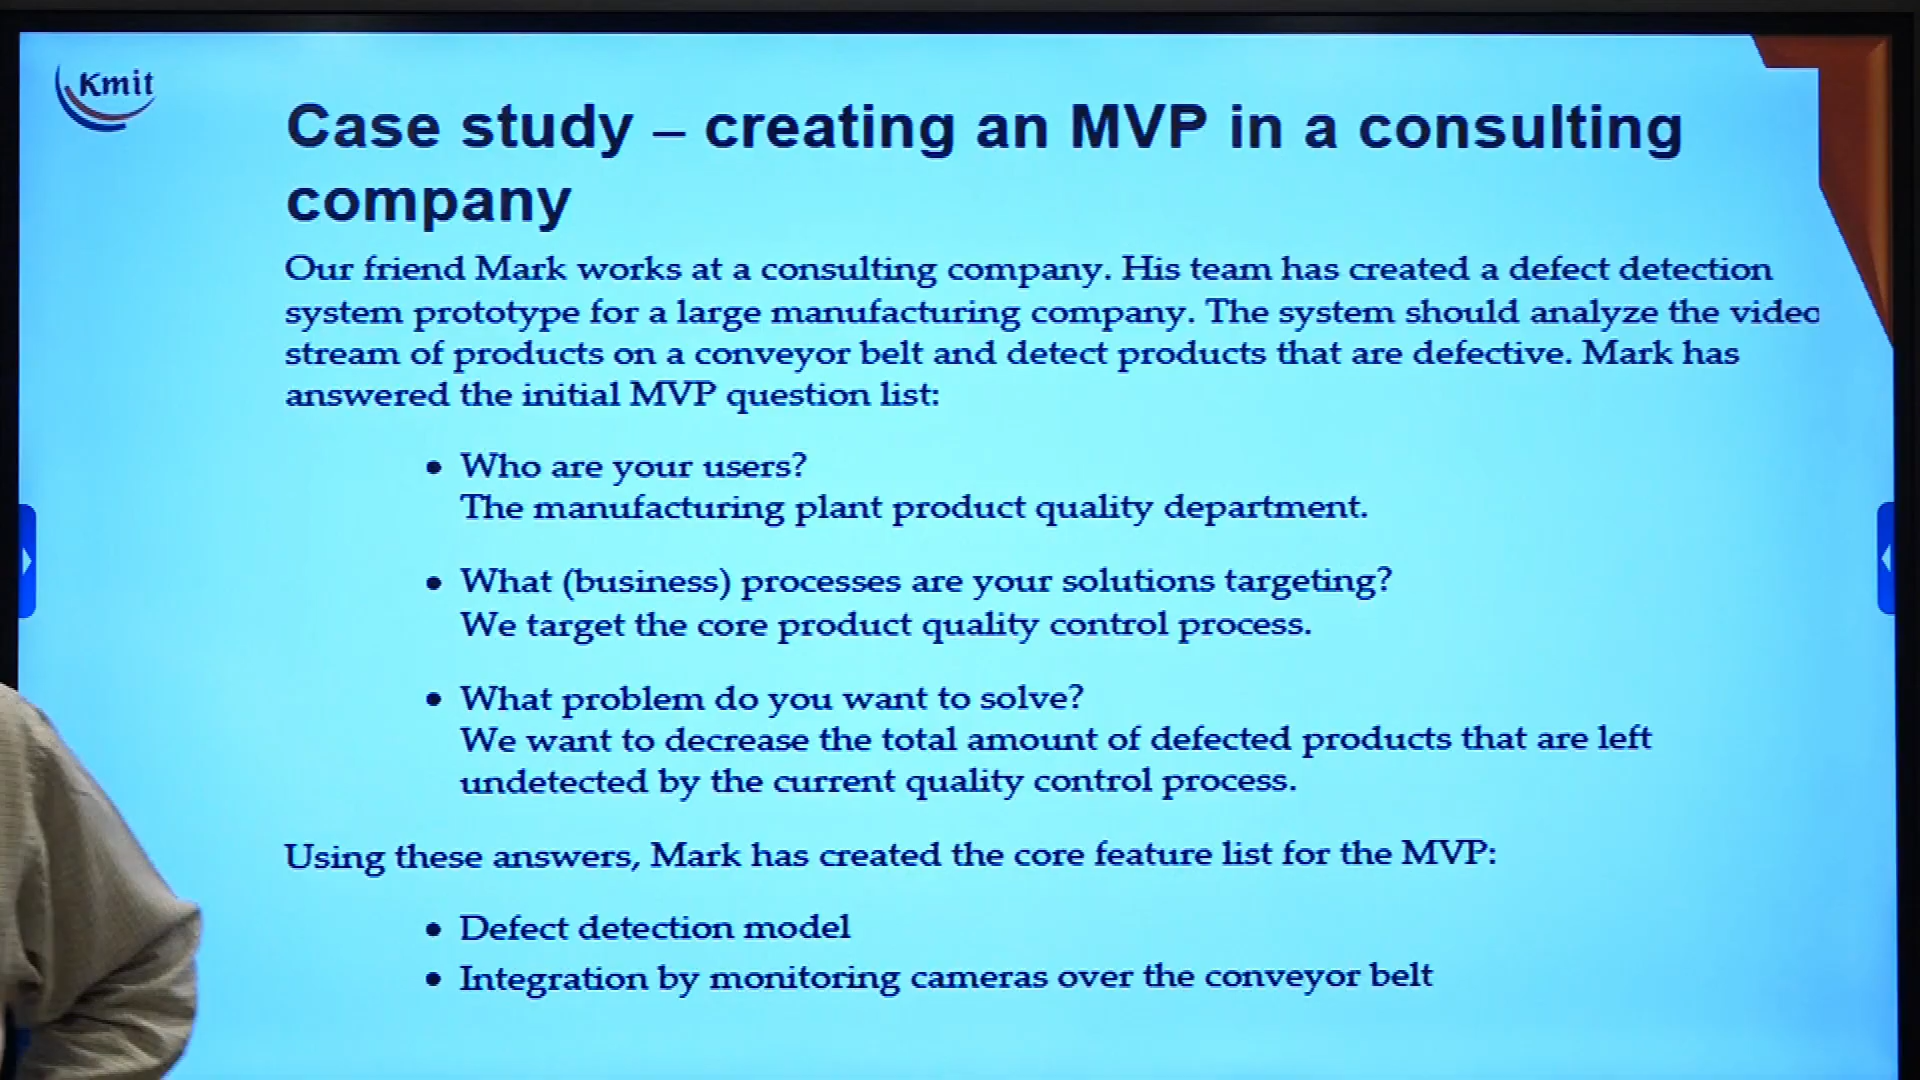 Kmit
Case study – creating an MVP in a consulting
company
Our friend Mark works at a consulting company. His team has created a defect detection
system prototype for a large manufacturing company. The system should analyze the video
stream of products on a conveyor belt and detect products that are defective. Mark has
answered the initial MVP question list:
• Who are your users?
The manufacturing plant product quality department.
• What (business) processes are your solutions targeting?
We target the core product quality control process.
• What problem do you want to solve?
We want to decrease the total amount of defected products that are left
undetected by the current quality control process.
Using these answers, Mark has created the core feature list for the MVP:
• Defect detection model
• Integration by monitoring cameras over the conveyor belt